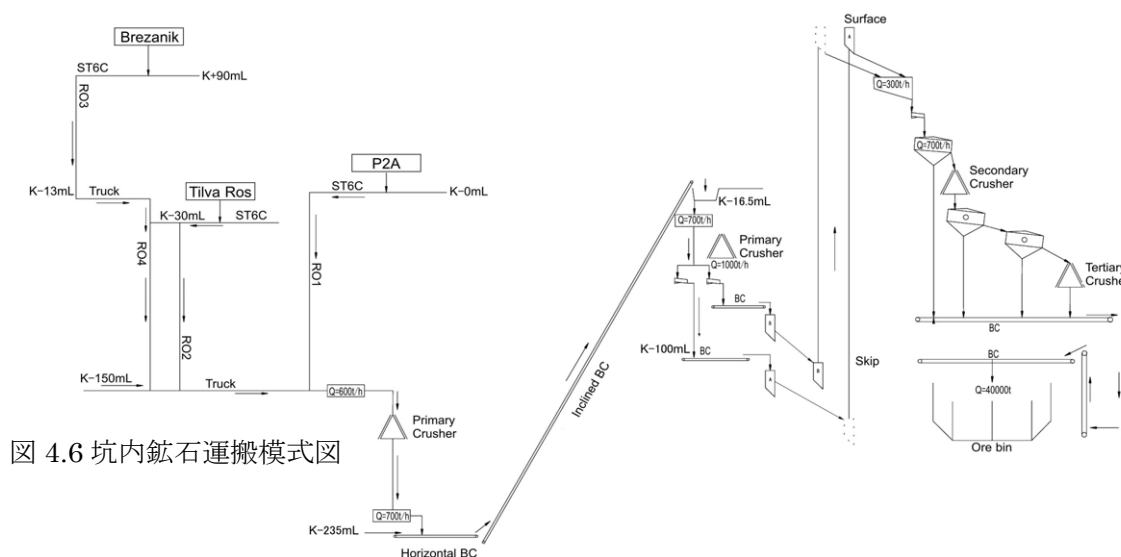 Brezanik
ST6C
K+90mL
RO3
K-13mL
Truck
Tilva Ros
K-30mL
ST6C
RO4
RO2
P2A
ST6C
K-0mL
RO1
K-150mL
Truck
Q=600t/h
Primary
Crusher
Q=700t/h
K-235mL
Horizontal BC
Inclined BC
K-16.5mL
Q=700t/h
Primary
Crusher
Q=1000t/h
BC
K-100mL
BC
Surface
Skip
Q=300t/h
Q=700t/h
Secondary
Crusher
Tertiary
Crusher
BC
BC
Q=40000t
Ore bin
図 4.6 坑内鉱石運搬模式図